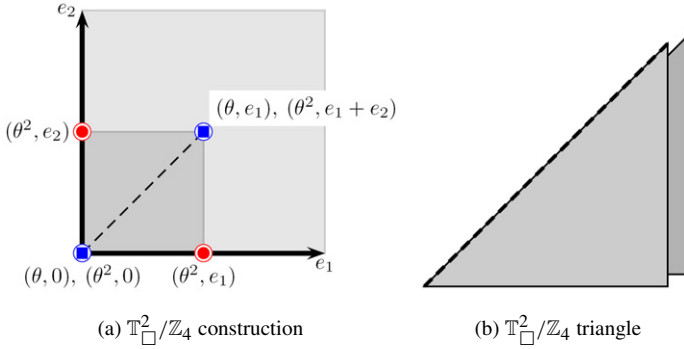 e₂
(θ, e₁), (θ², e₁ + e₂)
(θ², e₂)
e₁
(θ, 0), (θ², 0)
(θ², e₁)
(a) 𝕋²□/ℤ₄ construction
(b) 𝕋²□/ℤ₄ triangle